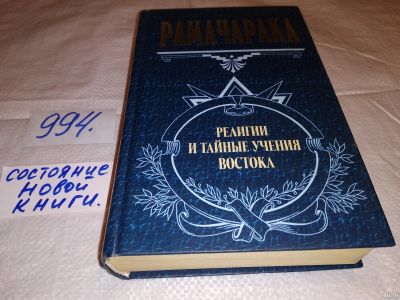 РАМАЧАРАКА
РЕЛИГИИ
И ТАЙНЫЕ УЧЕНИЯ
ВОСТОКА
994.
состояние
новой
книги.